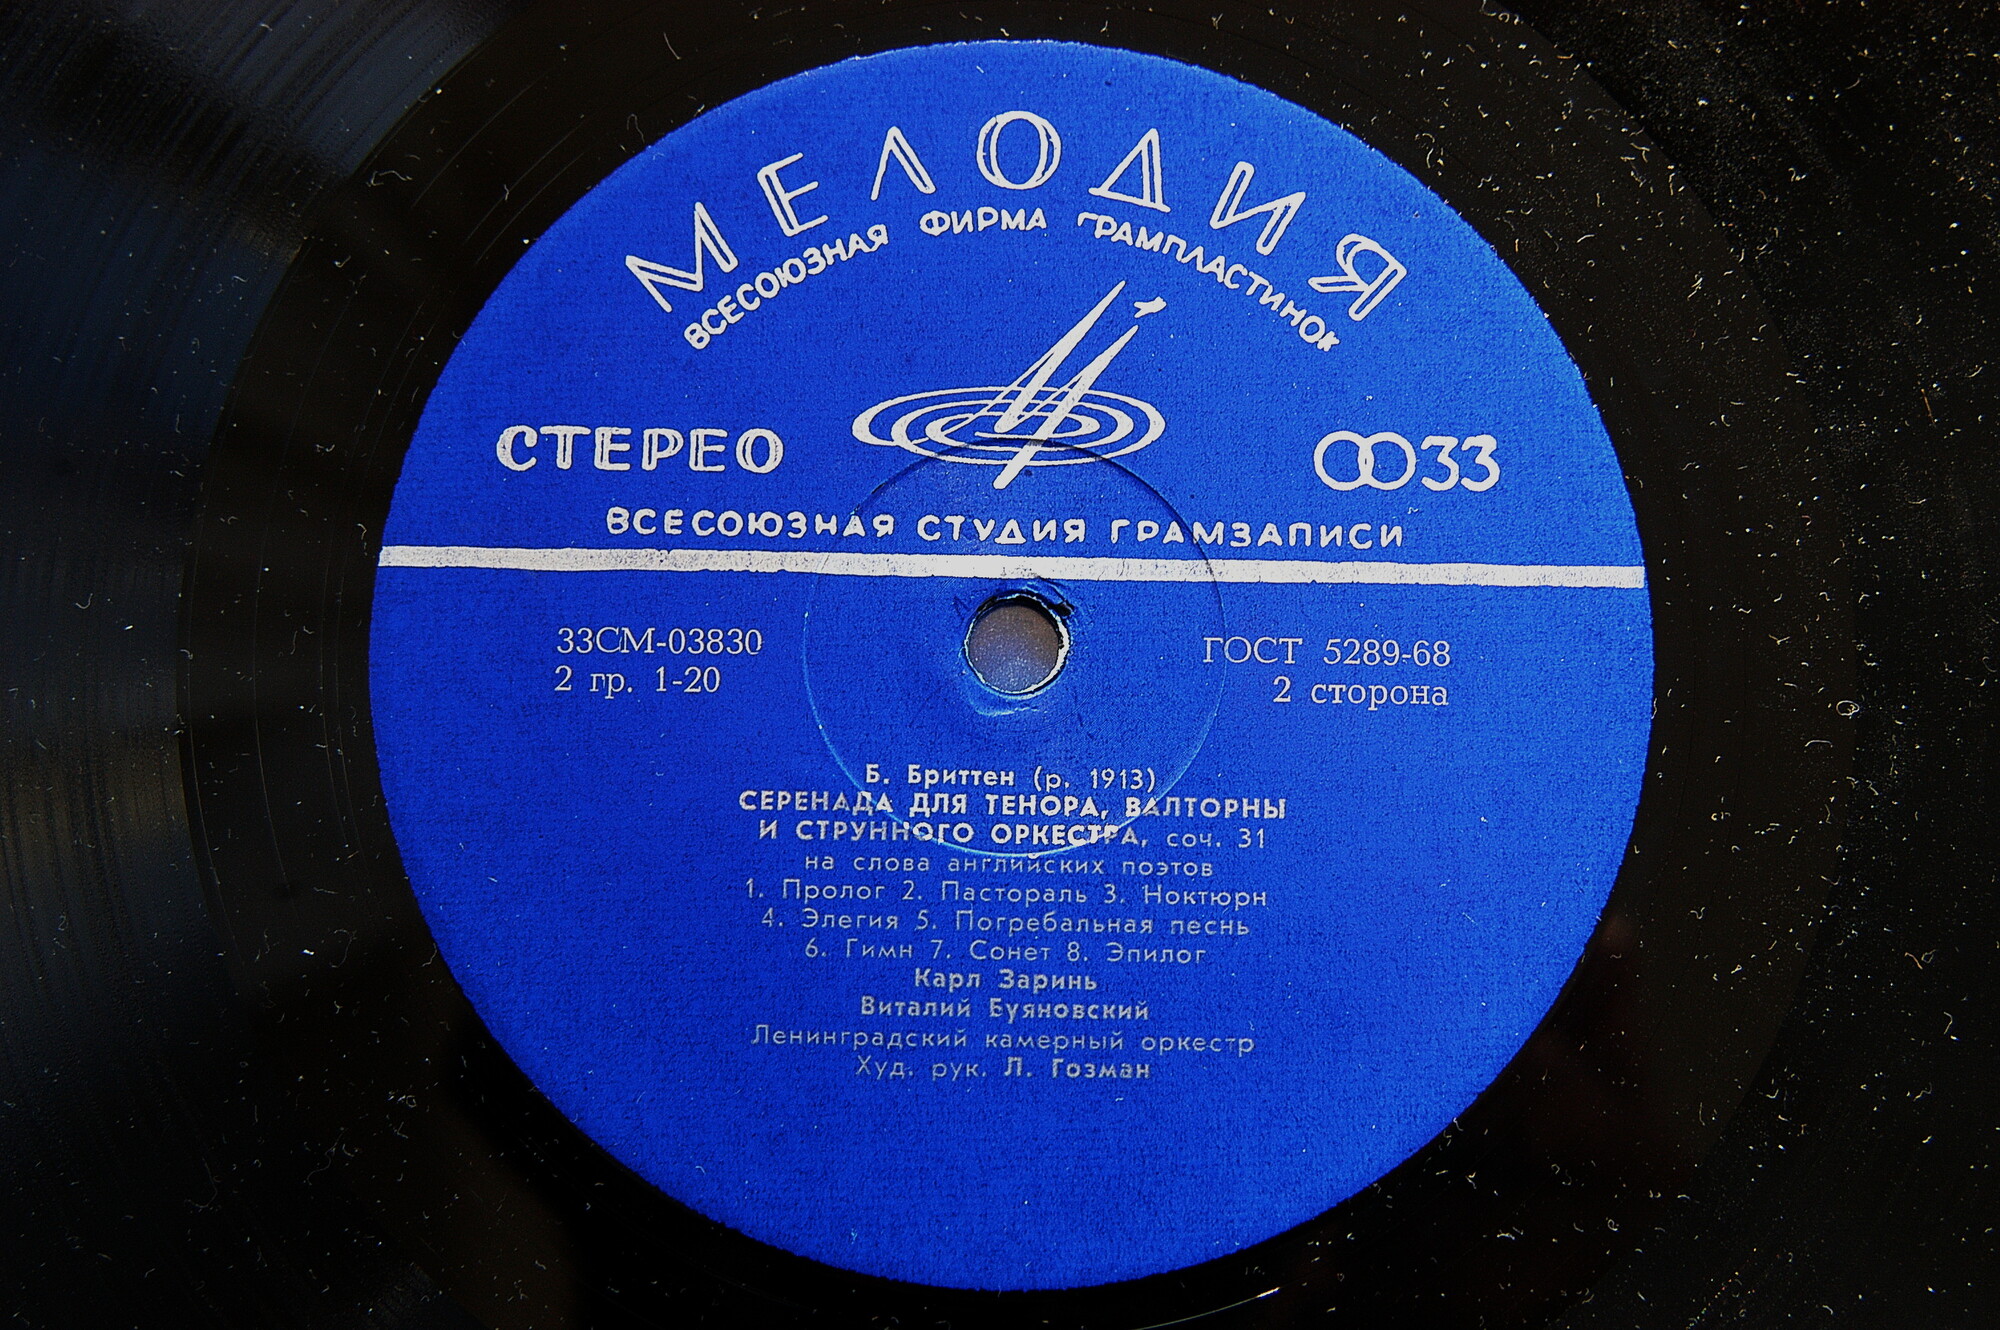 МЕЛОДИЯ
ВСЕСОЮЗНАЯ ФИРМА ГРАМПЛАСТИНОК
СТЕРЕО
33
ВСЕСОЮЗНАЯ СТУДИЯ ГРАМЗАПИСИ
33СМ-03830
2 гр. 1-20
ГОСТ 5289-68
2 сторона
Б. Бриттен (р. 1913)
СЕРЕНАДА ДЛЯ ТЕНОРА, ВАЛТОРНЫ
И СТРУННОГО ОРКЕСТРА, соч. 31
на слова английских поэтов
1. Пролог 2. Пастораль 3. Ноктюрн
4. Элегия 5. Погребальная песнь
6. Гимн 7. Сонет 8. Эпилог
Карл Заринь
Виталий Буяновский
Ленинградский камерный оркестр
Худ. рук. Л. Гозман